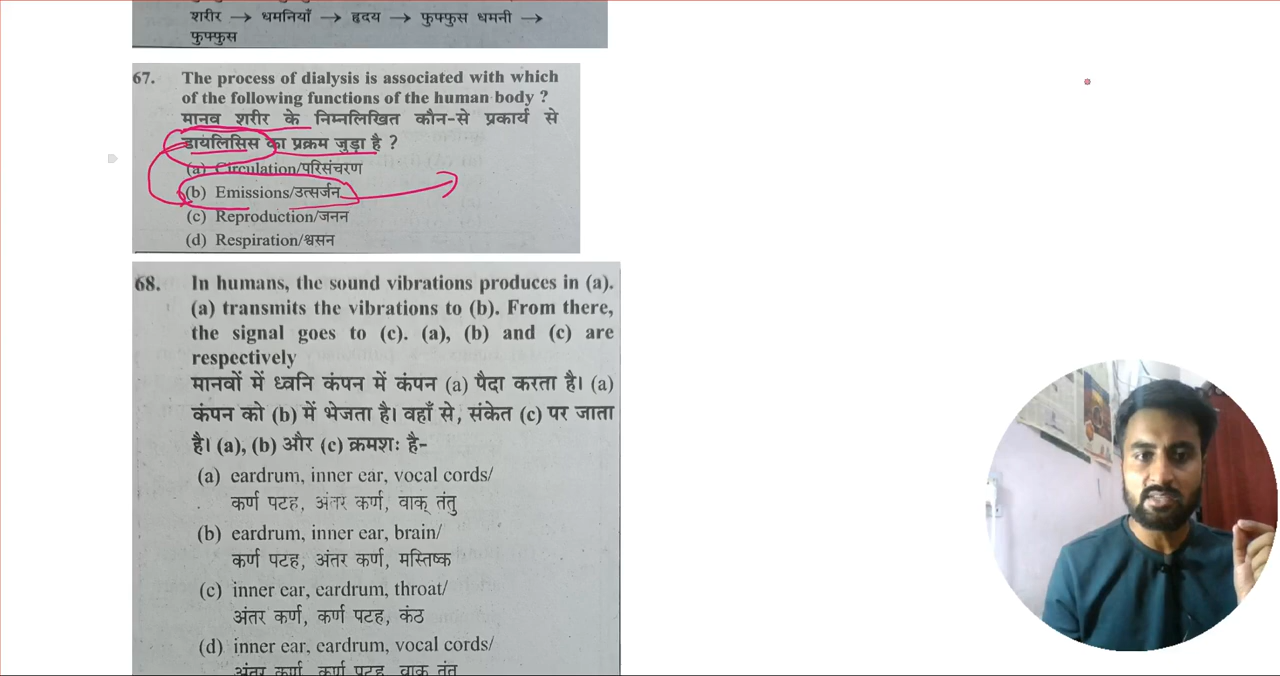 शरीर → धमनियाँ → हृदय → फुफ्फुस धमनी →
फुफ्फुस
67. The process of dialysis is associated with which
of the following functions of the human body ?
मानव शरीर के निम्नलिखित कौन-से प्रकार्य से
डायलिसिस का प्रक्रम जुड़ा है ?
(a) Circulation/परिसंचरण
(b) Emissions/उत्सर्जन
(c) Reproduction/जनन
(d) Respiration/श्वसन
68. In humans, the sound vibrations produces in (a).
(a) transmits the vibrations to (b). From there,
the signal goes to (c). (a), (b) and (c) are
respectively
मानवों में ध्वनि कंपन में कंपन (a) पैदा करता है। (a)
कंपन को (b) में भेजता है। वहाँ से, संकेत (c) पर जाता
है। (a), (b) और (c) क्रमशः है-
(a) eardrum, inner ear, vocal cords/
कर्ण पटह, अंतर कर्ण, वाक् तंतु
(b) eardrum, inner ear, brain/
कर्ण पटह, अंतर कर्ण, मस्तिष्क
(c) inner ear, eardrum, throat/
अंतर कर्ण, कर्ण पटह, कंठ
(d) inner ear, eardrum, vocal cords/
अंतर कर्ण, कर्ण पटह, वाक् तंतु